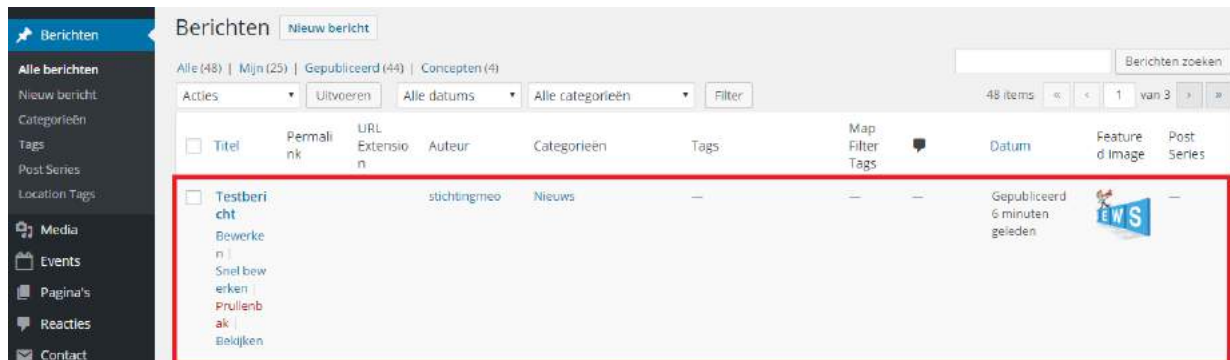 Berichten
Alle berichten
Nieuw bericht
Categorieën
Tags
Post Series
Location Tags
Media
Events
Pagina's
Reacties
Contact
Berichten Nieuw bericht
Alle (48) | Mijn (25) | Gepubliceerd (44) | Concepten (4)
Berichten zoeken
Acties Uitvoeren Alle datums Alle categorieën Filter 48 items « ‹ 1 van 3 › »
Titel
Permali
nk
URL
Extensio
n
Auteur
Categorieën
Tags
Map
Filter
Tags
Datum
Feature
d Image
Post
Series
Testberi
cht
Bewerke
n |
Snel bew
erken |
Prullenb
ak |
Bekijken
stichtingmeo
Nieuws
—
—
—
Gepubliceerd
6 minuten
geleden
EWS
—